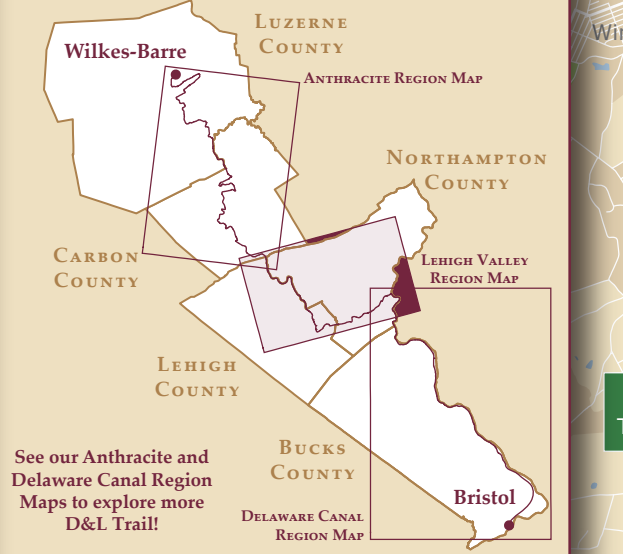 Luzerne
County
Wilkes-Barre
Anthracite Region Map
Northampton
County
Carbon
County
Lehigh Valley
Region Map
Lehigh
County
Bucks
County
See our Anthracite and
Delaware Canal Region
Maps to explore more
D&L Trail!
Bristol
Delaware Canal
Region Map